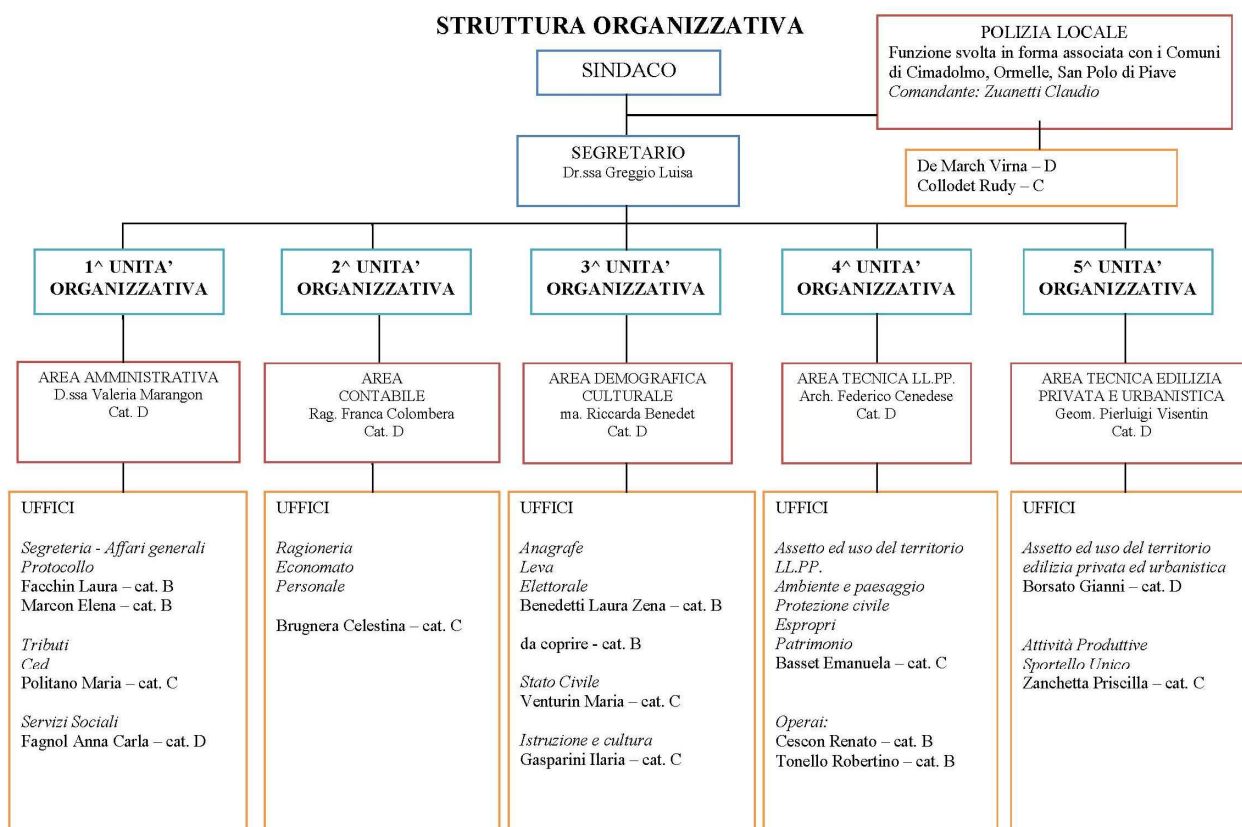 STRUTTURA ORGANIZZATIVA
SINDACO
POLIZIA LOCALE
Funzione svolta in forma associata con i Comuni
di Cimadolmo, Ormelle, San Polo di Piave
Comandante: Zuanetti Claudio
SEGRETARIO
Dr.ssa Greggio Luisa
De March Virna – D
Collodet Rudy – C
1^ UNITA’
ORGANIZZATIVA
2^ UNITA’
ORGANIZZATIVA
3^ UNITA’
ORGANIZZATIVA
4^ UNITA’
ORGANIZZATIVA
5^ UNITA’
ORGANIZZATIVA
AREA AMMINISTRATIVA
D.ssa Valeria Marangon
Cat. D
AREA
CONTABILE
Rag. Franca Colombera
Cat. D
AREA DEMOGRAFICA
CULTURALE
ma. Riccarda Benedet
Cat. D
AREA TECNICA LL.PP.
Arch. Federico Cenedese
Cat. D
AREA TECNICA EDILIZIA
PRIVATA E URBANISTICA
Geom. Pierluigi Visentin
Cat. D
UFFICI
Segreteria - Affari generali
Protocollo
Facchin Laura – cat. B
Marcon Elena – cat. B
Tributi
Ced
Politano Maria – cat. C
Servizi Sociali
Fagnol Anna Carla – cat. D
UFFICI
Ragioneria
Economato
Personale
Brugnera Celestina – cat. C
UFFICI
Anagrafe
Leva
Elettorale
Benedetti Laura Zena – cat. B
da coprire - cat. B
Stato Civile
Venturin Maria – cat. C
Istruzione e cultura
Gasparini Ilaria – cat. C
UFFICI
Assetto ed uso del territorio
LL.PP.
Ambiente e paesaggio
Protezione civile
Espropri
Patrimonio
Basset Emanuela – cat. C
Operai:
Cescon Renato – cat. B
Tonello Robertino – cat. B
UFFICI
Assetto ed uso del territorio
edilizia privata ed urbanistica
Borsato Gianni – cat. D
Attività Produttive
Sportello Unico
Zanchetta Priscilla – cat. C